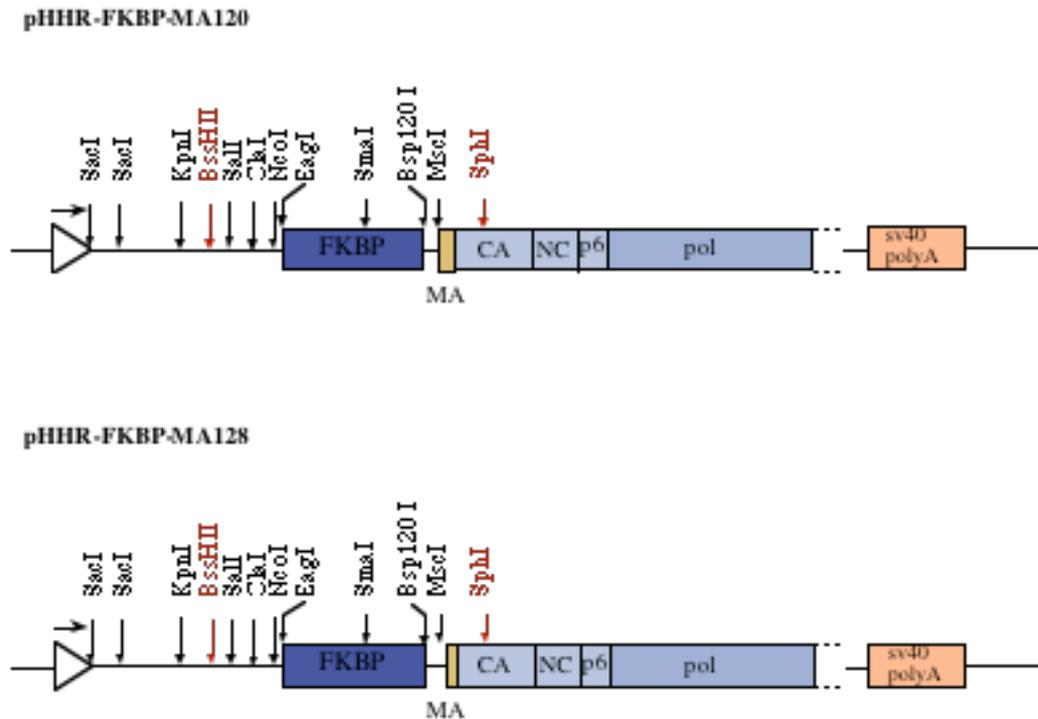 pHHR-FKBP-MA120
SacI SacI KpnI BssHII SalI ClaI NcoI EagI SmaI Bsp120 I MscI SphI
FKBP CA NC p6 pol sv40
polyA
MA
pHHR-FKBP-MA128
SacI SacI KpnI BssHII SalI ClaI NcoI EagI SmaI Bsp120 I MscI SphI
FKBP CA NC p6 pol sv40
polyA
MA